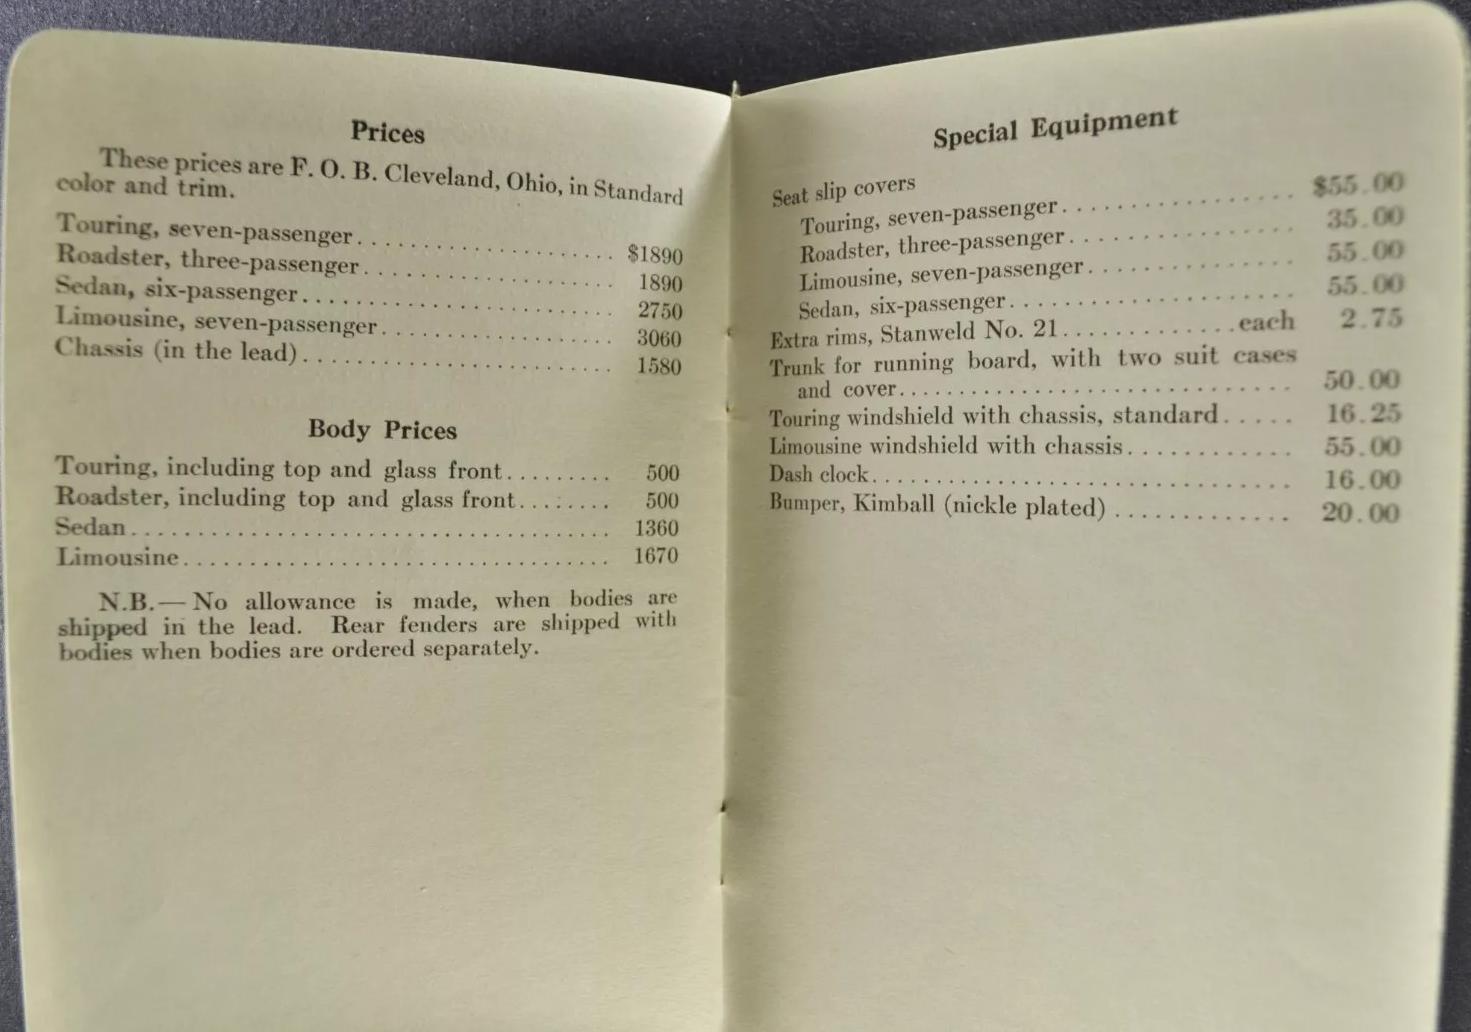 Prices
These prices are F. O. B. Cleveland, Ohio, in Standard
color and trim.
Touring, seven-passenger . . . . . . . . . . . . . . . . . . . . $1890
Roadster, three-passenger . . . . . . . . . . . . . . . . . . . 1890
Sedan, six-passenger . . . . . . . . . . . . . . . . . . . . . . . . 2750
Limousine, seven-passenger . . . . . . . . . . . . . . . . . . 3060
Chassis (in the lead) . . . . . . . . . . . . . . . . . . . . . . . . 1580
Body Prices
Touring, including top and glass front . . . . . . . . . 500
Roadster, including top and glass front . . . . . . . . 500
Sedan . . . . . . . . . . . . . . . . . . . . . . . . . . . . . . . . . . . . 1360
Limousine . . . . . . . . . . . . . . . . . . . . . . . . . . . . . . . . 1670
N.B.— No allowance is made, when bodies are
shipped in the lead. Rear fenders are shipped with
bodies when bodies are ordered separately.
Special Equipment
Seat slip covers
Touring, seven-passenger . . . . . . . . . . . . . . . . . . $55.00
Roadster, three-passenger . . . . . . . . . . . . . . . . . 35.00
Limousine, seven-passenger . . . . . . . . . . . . . . . . 55.00
Sedan, six-passenger . . . . . . . . . . . . . . . . . . . . . . 55.00
Extra rims, Stanweld No. 21 . . . . . . . . . . . . . each 2.75
Trunk for running board, with two suit cases
and cover . . . . . . . . . . . . . . . . . . . . . . . . . . . . . . 50.00
Touring windshield with chassis, standard . . . . . 16.25
Limousine windshield with chassis . . . . . . . . . . . . 55.00
Dash clock . . . . . . . . . . . . . . . . . . . . . . . . . . . . . . . . 16.00
Bumper, Kimball (nickle plated) . . . . . . . . . . . . . 20.00